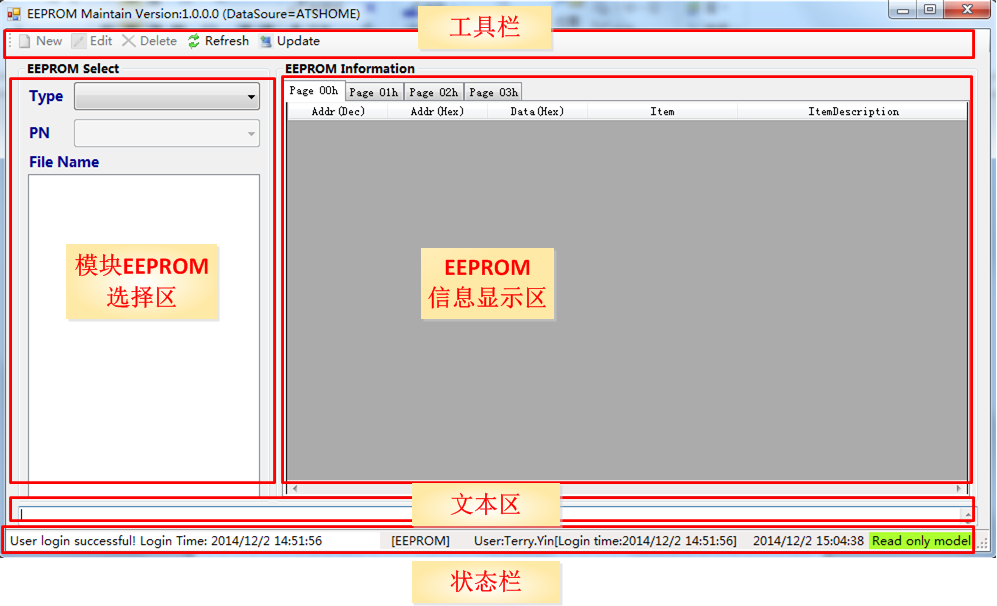 EEPROM Maintain Version:1.0.0.0 (DataSoure=ATSHOME)
工具栏
New Edit Delete Refresh Update
EEPROM Select
EEPROM Information
Type
Page 00h Page 01h Page 02h Page 03h
Addr(Dec) Addr(Hex) Data(Hex) Item ItemDescription
PN
File Name
模块EEPROM
选择区
EEPROM
信息显示区
文本区
User login successful! Login Time: 2014/12/2 14:51:56 [EEPROM] User:Terry.Yin[Login time:2014/12/2 14:51:56] 2014/12/2 15:04:38 Read only model
状态栏